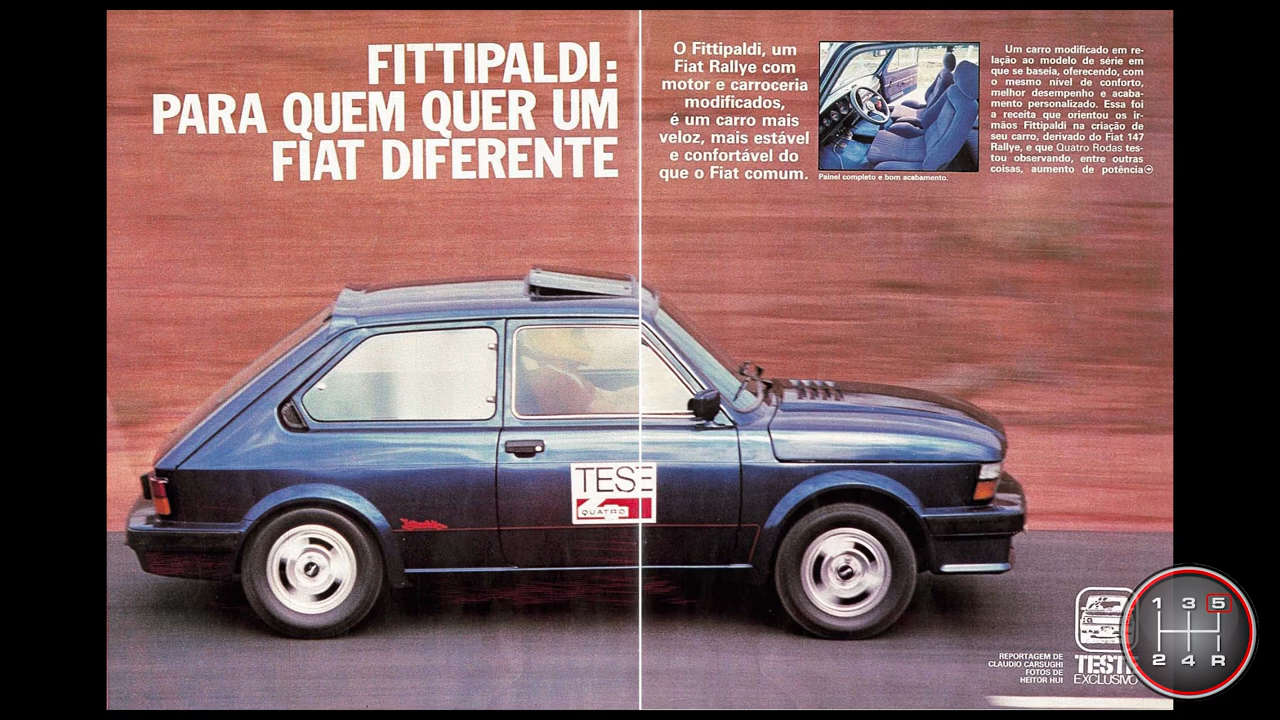 FITTIPALDI:
PARA QUEM QUER UM
FIAT DIFERENTE
O Fittipaldi, um
Fiat Rallye com
motor e carroceria
modificados,
é um carro mais
veloz, mais estável
e confortável do
que o Fiat comum.
Painel completo e bom acabamento.
Um carro modificado em re-
lação ao modelo de série em
que se baseia, oferecendo, com
o mesmo nível de conforto,
melhor desempenho e acaba-
mento personalizado. Essa foi
a receita que orientou os ir-
mãos Fittipaldi na criação de
seu carro, derivado do Fiat 147
Rallye, e que Quatro Rodas tes-
tou observando, entre outras
coisas, aumento de potência
TESE
QUATRO
REPORTAGEM DE
CLAUDIO CARSUGHI
FOTOS DE
HEITOR HUI
TESTE
EXCLUSIVO
1 3 5
2 4 R